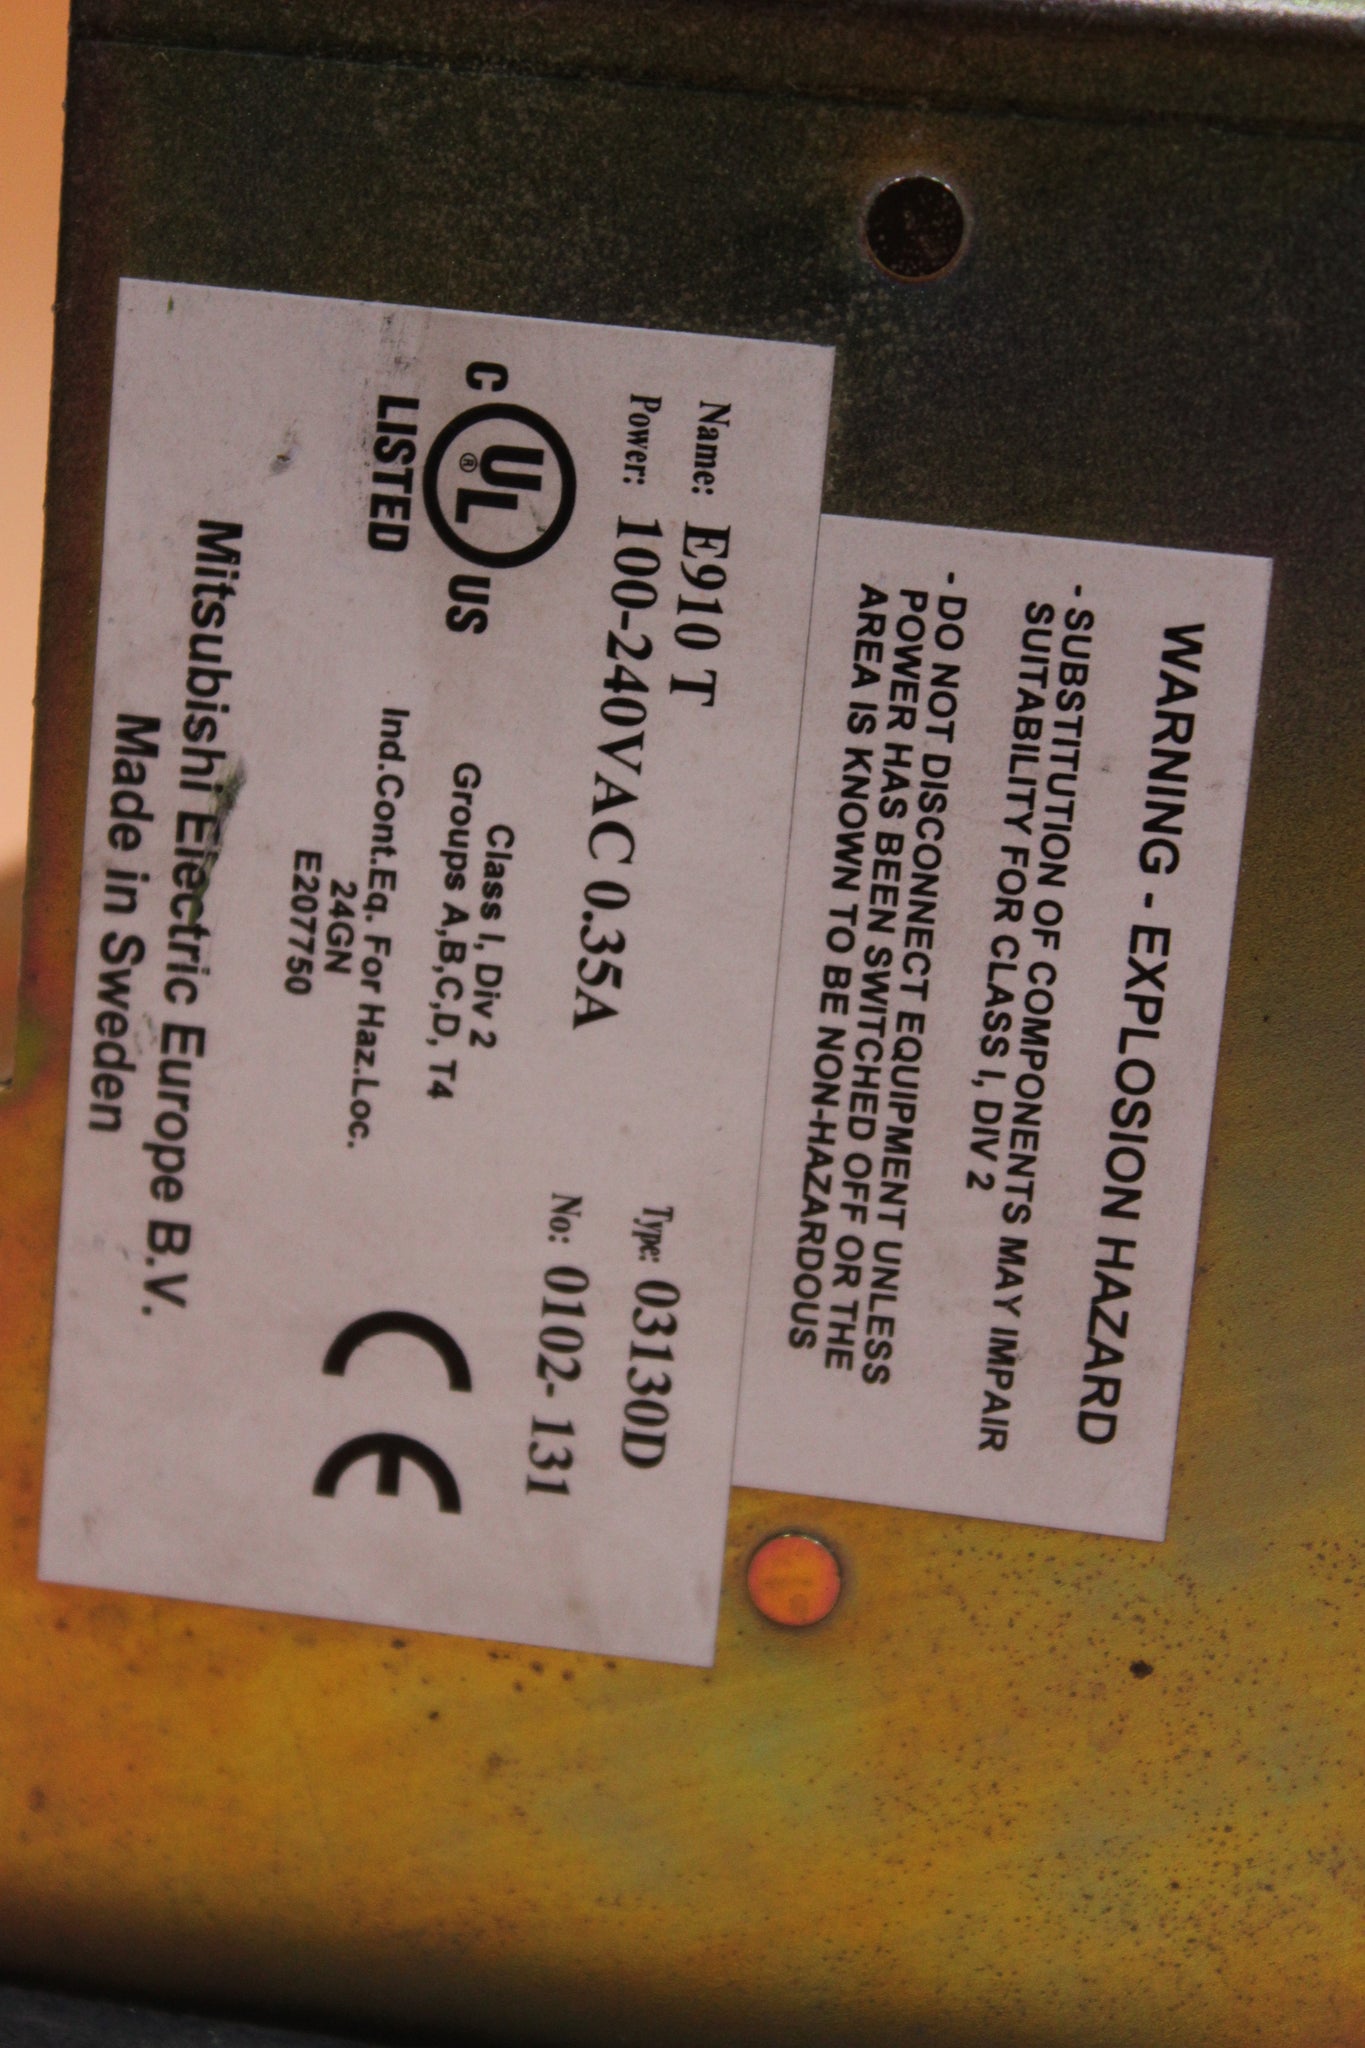 WARNING - EXPLOSION HAZARD
- SUBSTITUTION OF COMPONENTS MAY IMPAIR
SUITABILITY FOR CLASS I, DIV 2
- DO NOT DISCONNECT EQUIPMENT UNLESS
POWER HAS BEEN SWITCHED OFF OR THE
AREA IS KNOWN TO BE NON-HAZARDOUS
Name: E910 T
Type: 03130D
Power: 100-240VAC 0.35A
No: 0102- 131
C UL ® US
LISTED
Class I, Div 2
Groups A,B,C,D, T4
Ind.Cont.Eq. For Haz.Loc.
24GN
E207750
CE
Mitsubishi Electric Europe B.V.
Made in Sweden